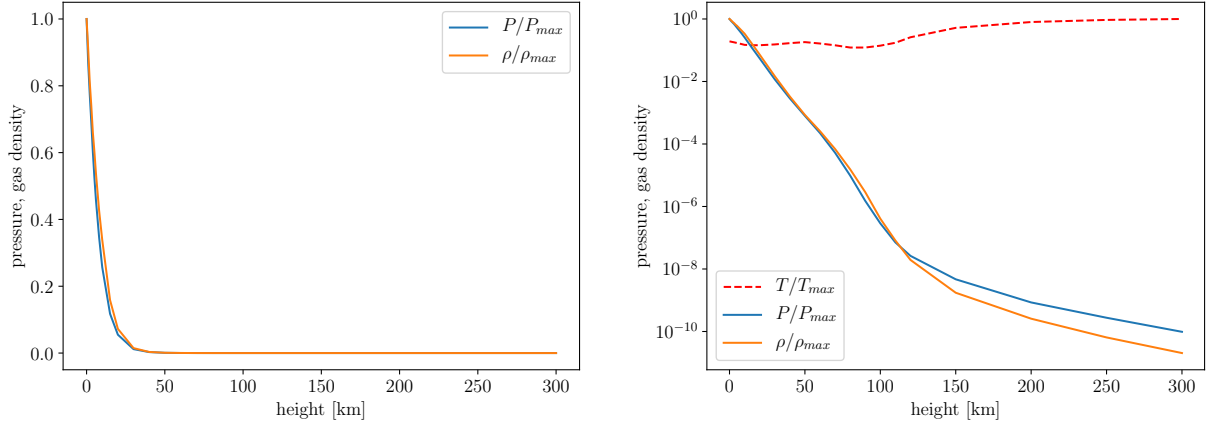 pressure, gas density
1.0
0.8
0.6
0.4
0.2
0.0
P/P_max
ρ/ρ_max
0 50 100 150 200 250 300
height [km]
pressure, gas density
10^0
10^−2
10^−4
10^−6
10^−8
10^−10
T/T_max
P/P_max
ρ/ρ_max
0 50 100 150 200 250 300
height [km]